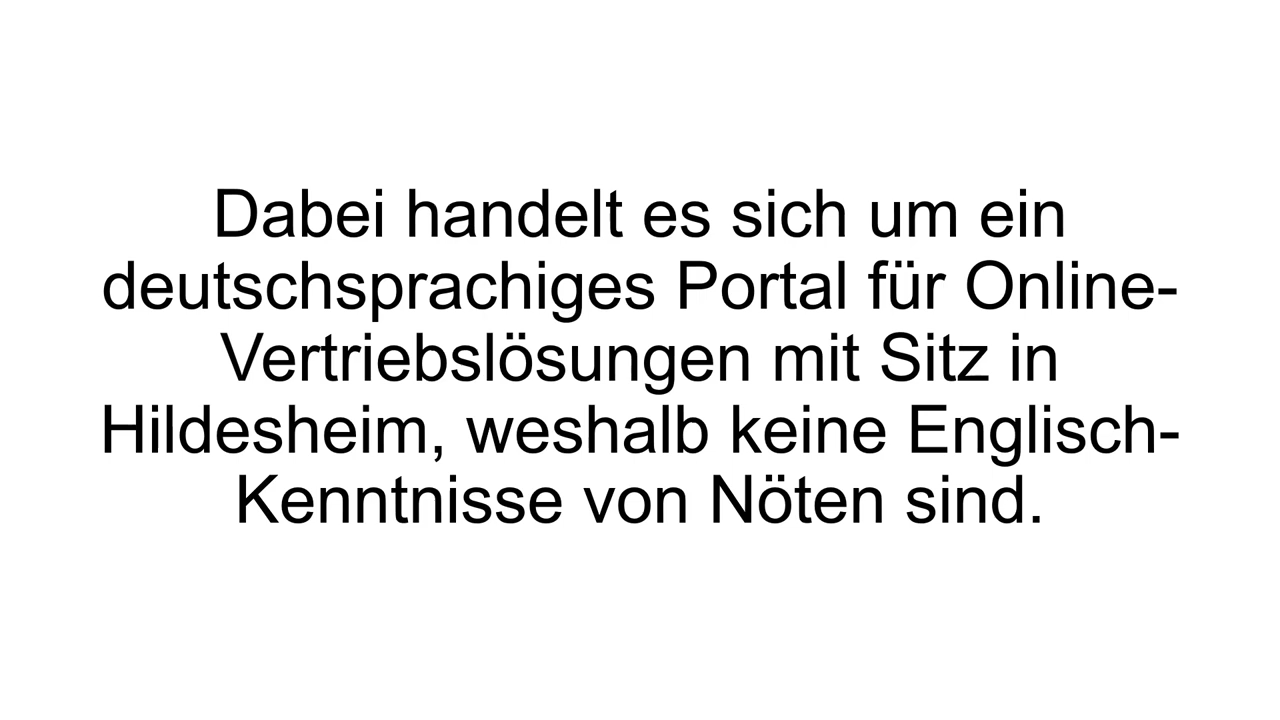 Dabei handelt es sich um ein
deutschsprachiges Portal für Online-
Vertriebslösungen mit Sitz in
Hildesheim, weshalb keine Englisch-
Kenntnisse von Nöten sind.